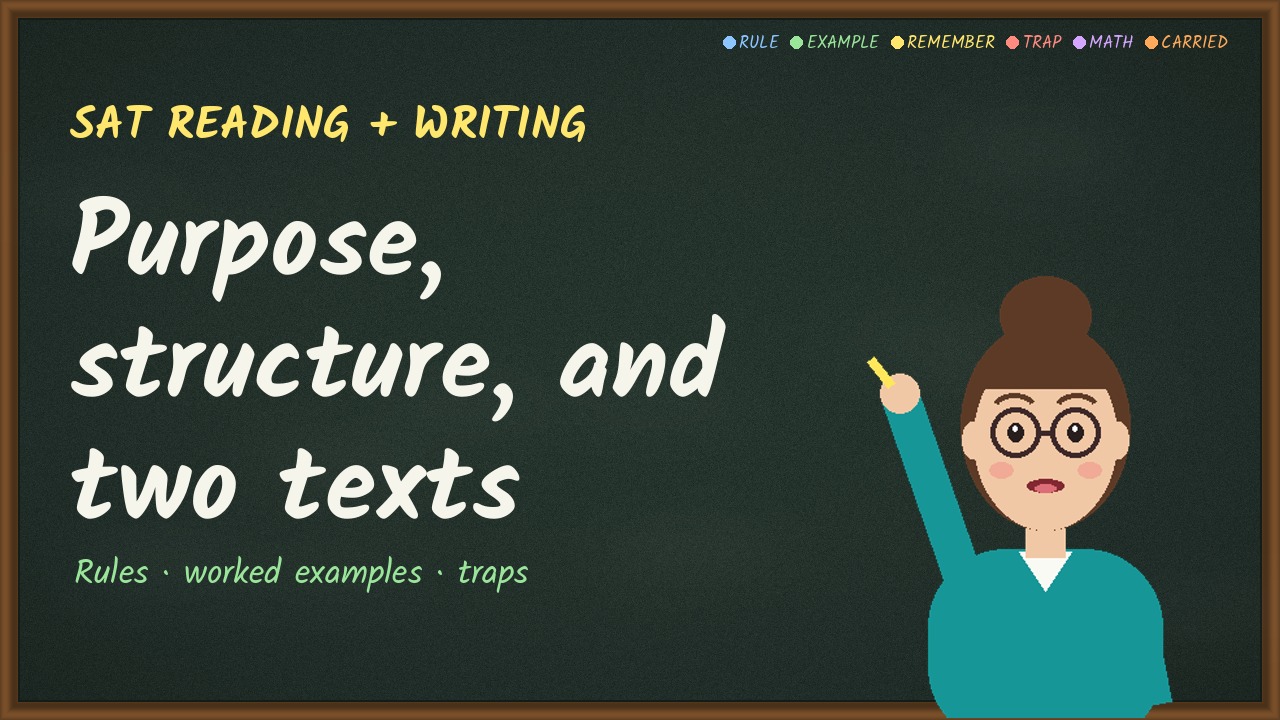 RULE EXAMPLE REMEMBER TRAP MATH CARRIED
SAT READING + WRITING
Purpose,
structure, and
two texts
Rules · worked examples · traps